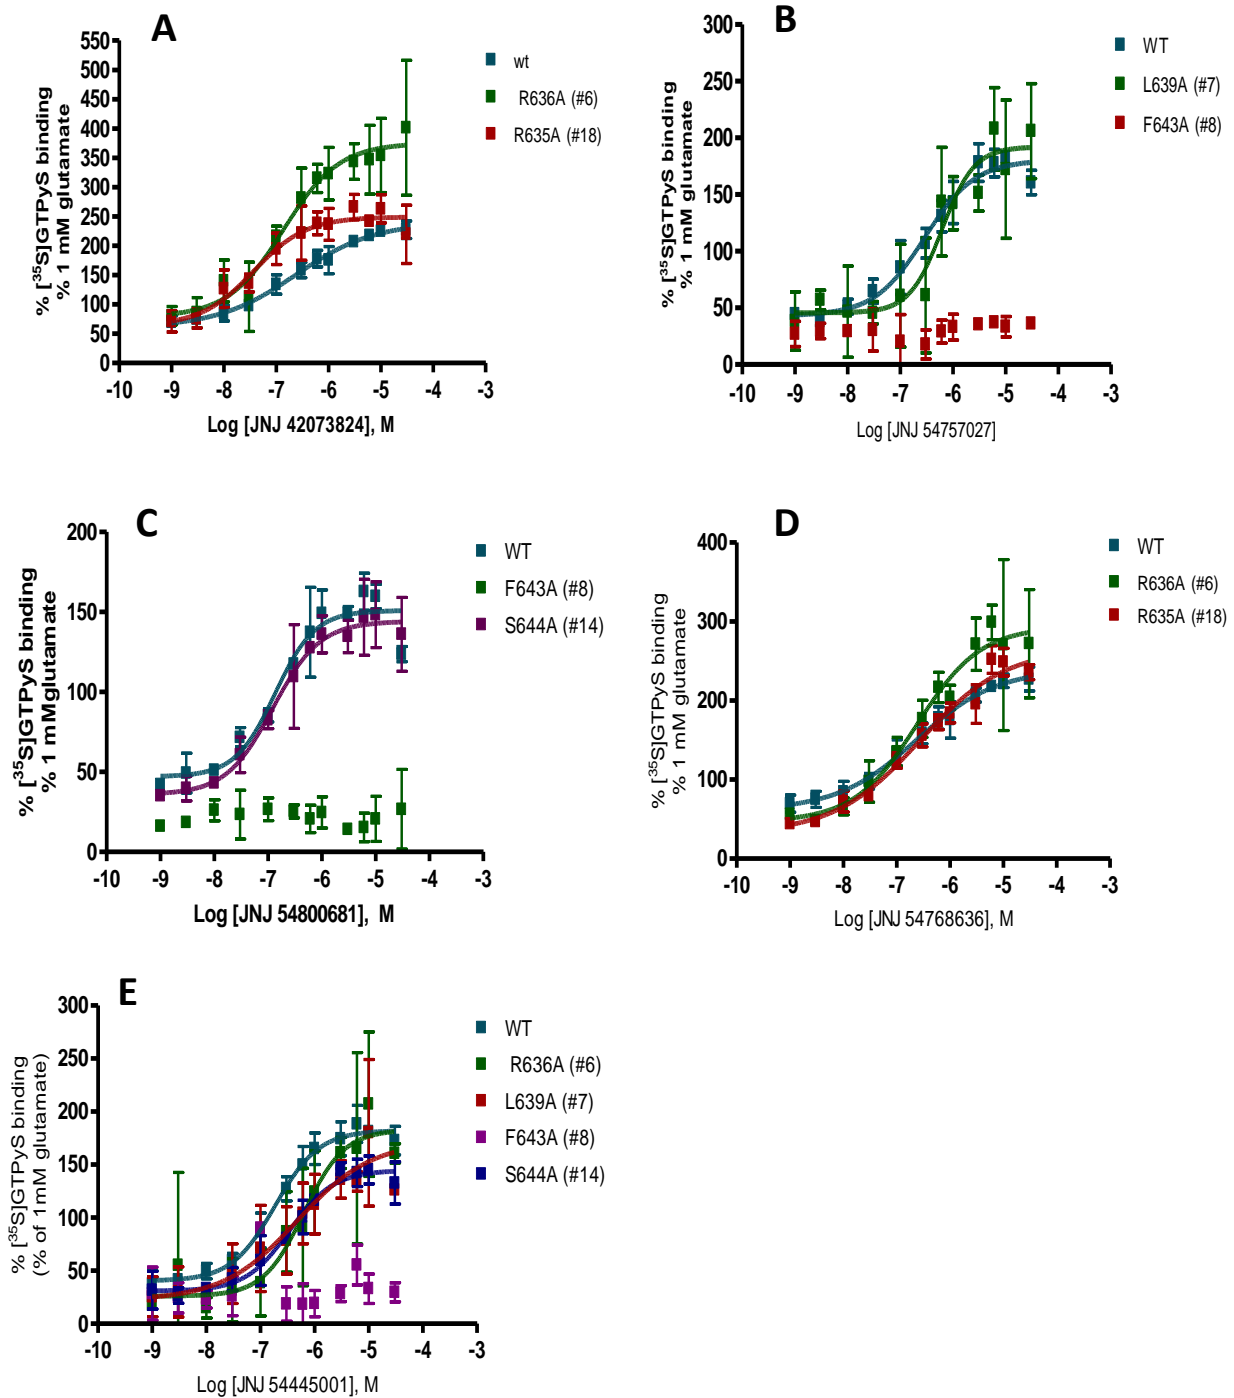 A
550
500
450
400
350
300
250
200
150
100
50
0
% [³⁵S]GTPyS binding
% 1 mM glutamate
-10 -9 -8 -7 -6 -5 -4 -3
Log [JNJ 42073824], M
wt
R636A (#6)
R635A (#18)
B
300
250
200
150
100
50
0
% [³⁵S]GTPyS binding
% 1 mM glutamate
-10 -9 -8 -7 -6 -5 -4 -3
Log [JNJ 54757027]
WT
L639A (#7)
F643A (#8)
C
200
150
100
50
0
% [³⁵S]GTPyS binding
% 1 mMglutamate
-10 -9 -8 -7 -6 -5 -4 -3
Log [JNJ 54800681], M
WT
F643A (#8)
S644A (#14)
D
400
300
200
100
0
% [³⁵S]GTPyS binding
% 1 mM glutamate
-10 -9 -8 -7 -6 -5 -4 -3
Log [JNJ 54768636], M
WT
R636A (#6)
R635A (#18)
E
300
250
200
150
100
50
0
% [³⁵S]GTPyS binding
(% of 1mM glutamate)
-10 -9 -8 -7 -6 -5 -4 -3
Log [JNJ 54445001], M
WT
R636A (#6)
L639A (#7)
F643A (#8)
S644A (#14)